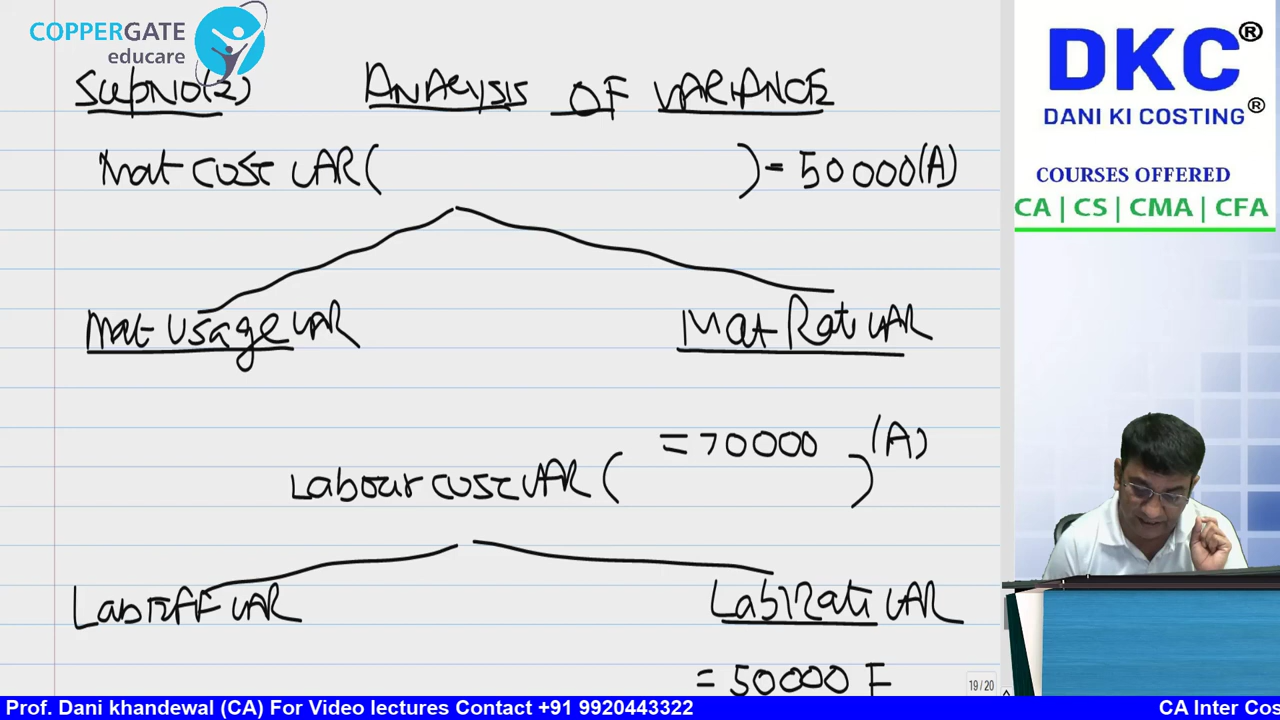 COPPERGATE
educare
SubNo(2) ANALYSIS OF VARIANCE
Mat cost VAR( ) = 50000(A)
Mat Usage VAR Mat Rate VAR
= 70000 (A)
Labour cost VAR ( )
Lab EFF VAR Lab Rate VAR
= 50000 F
19 / 20
DKC®
DANI KI COSTING®
COURSES OFFERED
CA | CS | CMA | CFA
Prof. Dani khandewal (CA) For Video lectures Contact +91 9920443322
CA Inter Cos